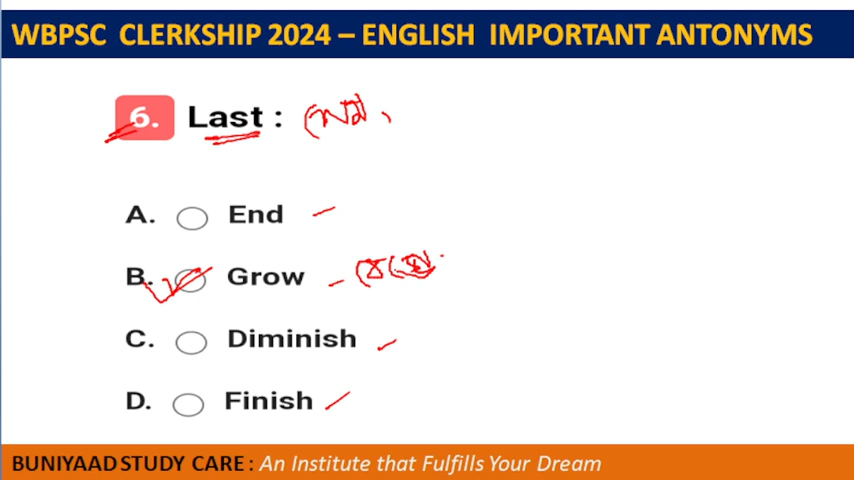 WBPSC CLERKSHIP 2024 – ENGLISH IMPORTANT ANTONYMS
6. Last : শেষ,
A. End
B. Grow
C. Diminish
D. Finish
BUNIYAAD STUDY CARE : An Institute that Fulfills Your Dream